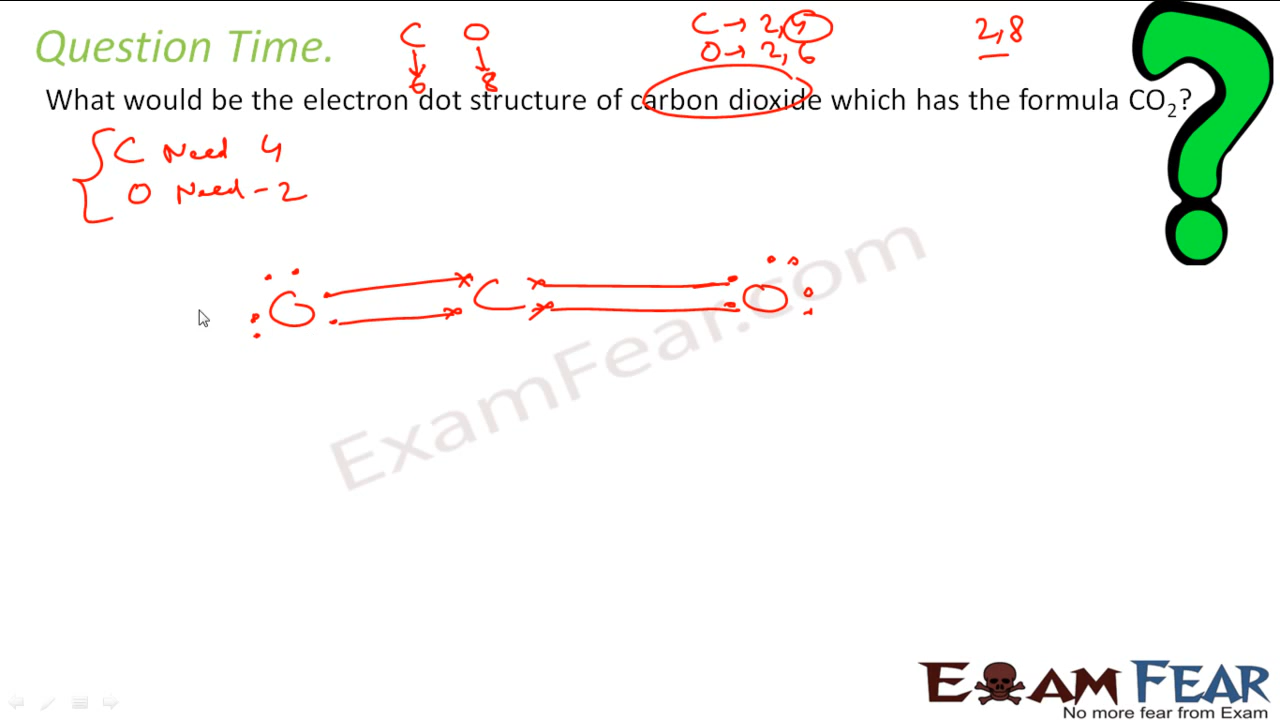 Question Time.
C O
6 8
C → 2,4
O → 2, 6
2,8
What would be the electron dot structure of carbon dioxide which has the formula CO₂?
C Need 4
O Need - 2
O C O
ExamFear.com
EXAM FEAR
No more fear from Exam